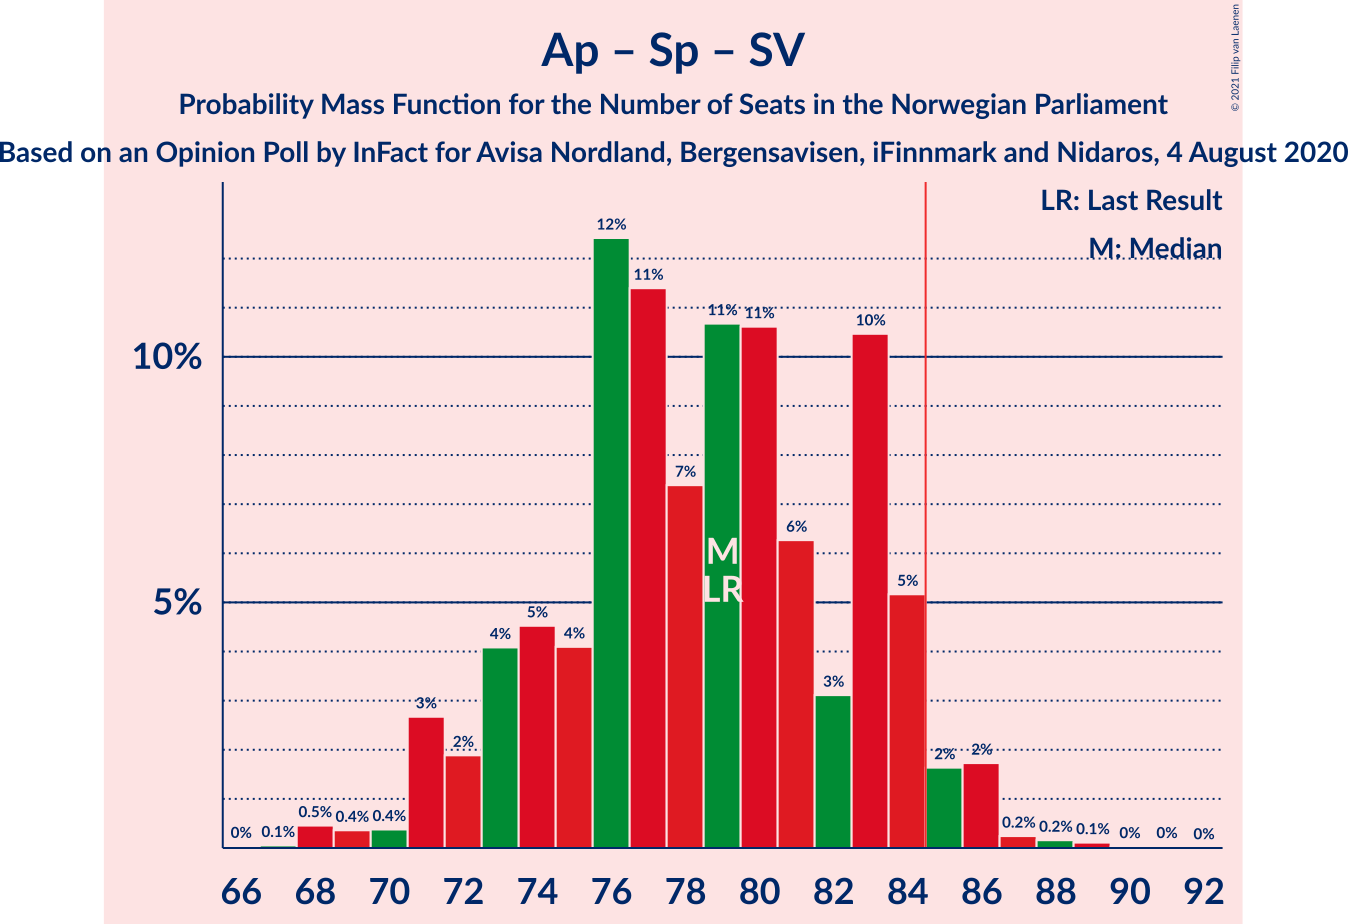 Ap – Sp – SV
Probability Mass Function for the Number of Seats in the Norwegian Parliament
Based on an Opinion Poll by InFact for Avisa Nordland, Bergensavisen, iFinnmark and Nidaros, 4 August 2020
© 2021 Filip van Laenen
LR: Last Result
M: Median
10%
5%
0% 0.1% 0.5% 0.4% 0.4% 3% 2% 4% 5% 4% 12% 11% 7% 11% 11% 6% 3% 10% 5% 2% 2% 0.2% 0.2% 0.1% 0% 0% 0%
M
LR
66 68 70 72 74 76 78 80 82 84 86 88 90 92